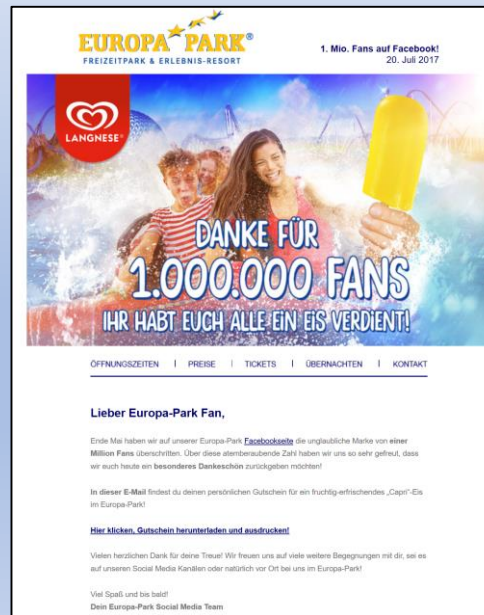 EUROPA PARK®
FREIZEITPARK & ERLEBNIS-RESORT
1. Mio. Fans auf Facebook!
20. Juli 2017
LANGNESE®
DANKE FÜR
1.000.000 FANS
IHR HABT EUCH ALLE EIN EIS VERDIENT!
ÖFFNUNGSZEITEN | PREISE | TICKETS | ÜBERNACHTEN | KONTAKT
Lieber Europa-Park Fan,
Ende Mai haben wir auf unserer Europa-Park Facebookseite die unglaubliche Marke von einer
Million Fans überschritten. Über diese atemberaubende Zahl haben wir uns so sehr gefreut, dass
wir euch heute ein besonderes Dankeschön zurückgeben möchten!
In dieser E-Mail findest du deinen persönlichen Gutschein für ein fruchtig-erfrischendes „Capri“-Eis
im Europa-Park!
Hier klicken, Gutschein herunterladen und ausdrucken!
Vielen herzlichen Dank für deine Treue! Wir freuen uns auf viele weitere Begegnungen mit dir, sei es
auf unseren Social Media Kanälen oder natürlich vor Ort bei uns im Europa-Park!
Viel Spaß und bis bald!
Dein Europa-Park Social Media Team